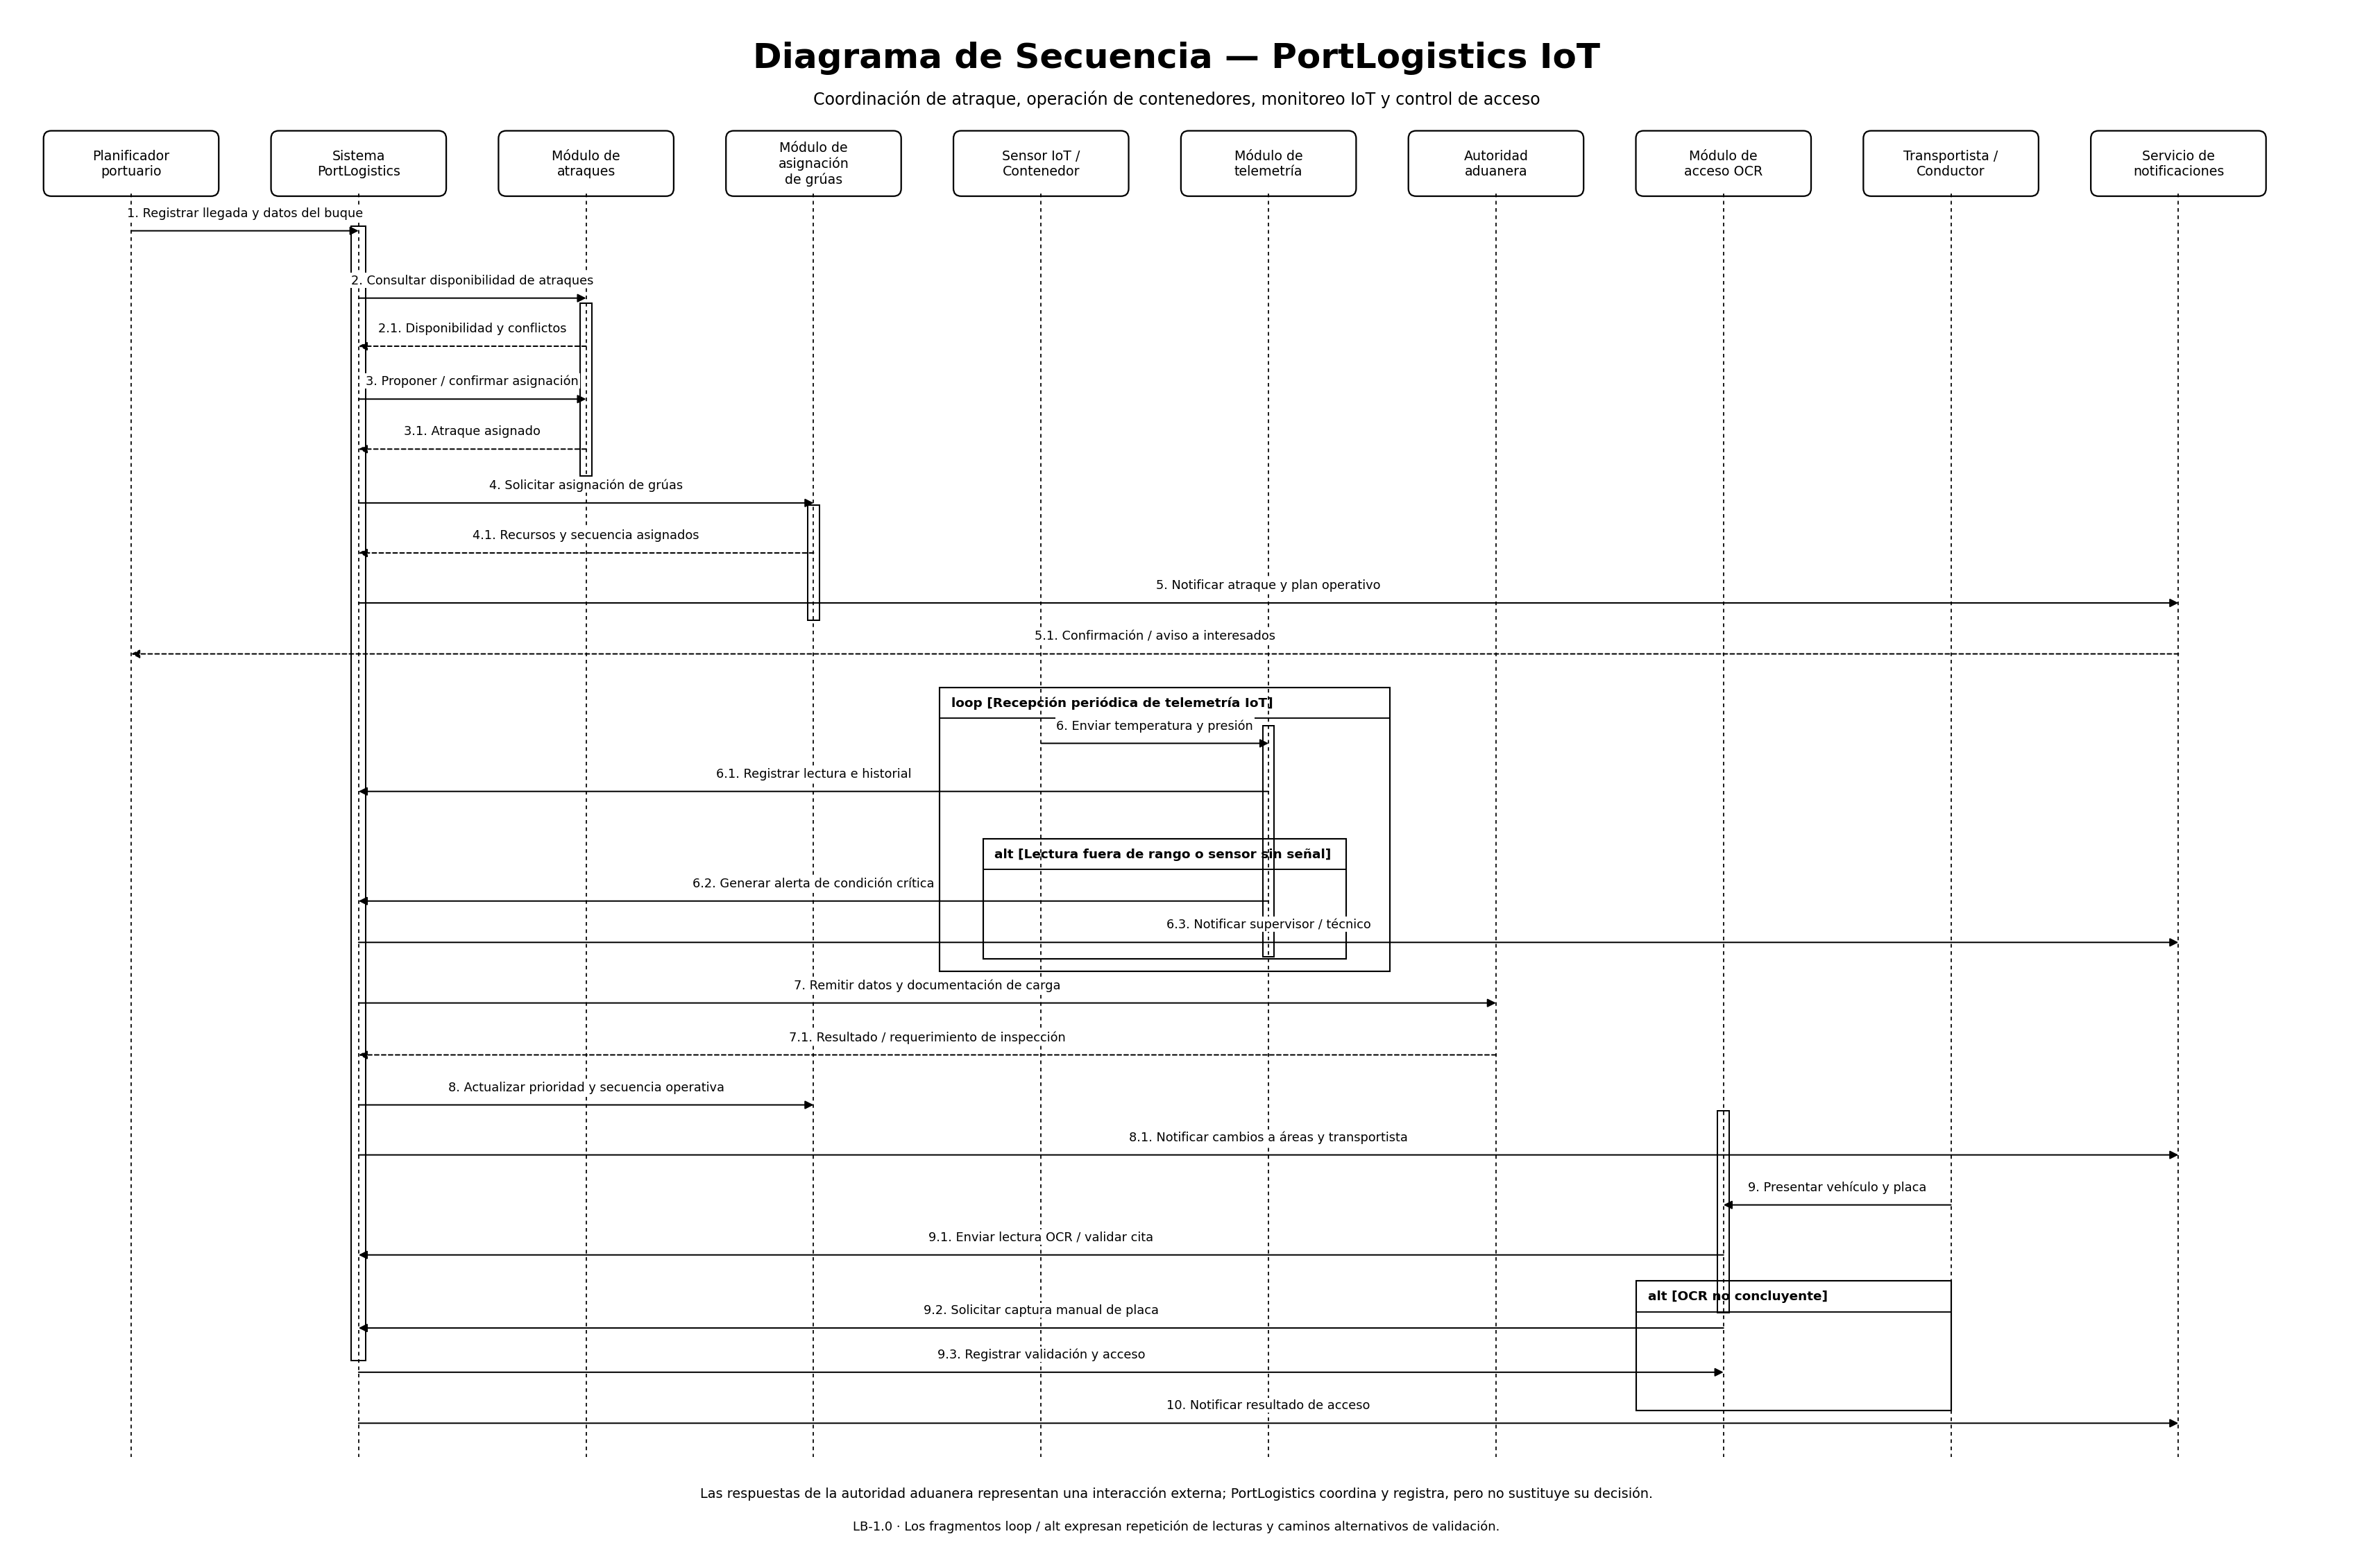 Diagrama de Secuencia — PortLogistics IoT
Coordinación de atraque, operación de contenedores, monitoreo IoT y control de acceso
Planificador
portuario
Sistema
PortLogistics
Módulo de
atraques
Módulo de
asignación
de grúas
Sensor IoT /
Contenedor
Módulo de
telemetría
Autoridad
aduanera
Módulo de
acceso OCR
Transportista /
Conductor
Servicio de
notificaciones
1. Registrar llegada y datos del buque
2. Consultar disponibilidad de atraques
2.1. Disponibilidad y conflictos
3. Proponer / confirmar asignación
3.1. Atraque asignado
4. Solicitar asignación de grúas
4.1. Recursos y secuencia asignados
5. Notificar atraque y plan operativo
5.1. Confirmación / aviso a interesados
loop [Recepción periódica de telemetría IoT]
6. Enviar temperatura y presión
6.1. Registrar lectura e historial
alt [Lectura fuera de rango o sensor sin señal]
6.2. Generar alerta de condición crítica
6.3. Notificar supervisor / técnico
7. Remitir datos y documentación de carga
7.1. Resultado / requerimiento de inspección
8. Actualizar prioridad y secuencia operativa
8.1. Notificar cambios a áreas y transportista
9. Presentar vehículo y placa
9.1. Enviar lectura OCR / validar cita
alt [OCR no concluyente]
9.2. Solicitar captura manual de placa
9.3. Registrar validación y acceso
10. Notificar resultado de acceso
Las respuestas de la autoridad aduanera representan una interacción externa; PortLogistics coordina y registra, pero no sustituye su decisión.
LB-1.0 · Los fragmentos loop / alt expresan repetición de lecturas y caminos alternativos de validación.